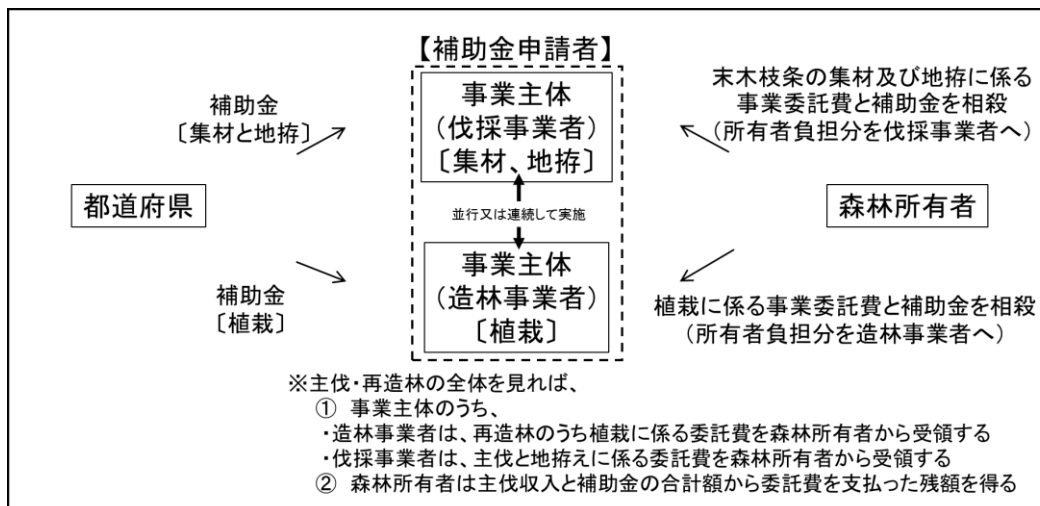 【補助金申請者】
補助金
〔集材と地拵〕
事業主体
(伐採事業者)
〔集材、地拵〕
末木枝条の集材及び地拵に係る
事業委託費と補助金を相殺
(所有者負担分を伐採事業者へ)
都道府県
並行又は連続して実施
森林所有者
補助金
〔植栽〕
事業主体
(造林事業者)
〔植栽〕
植栽に係る事業委託費と補助金を相殺
(所有者負担分を造林事業者へ)
※主伐・再造林の全体を見れば、
① 事業主体のうち、
・造林事業者は、再造林のうち植栽に係る委託費を森林所有者から受領する
・伐採事業者は、主伐と地拵えに係る委託費を森林所有者から受領する
② 森林所有者は主伐収入と補助金の合計額から委託費を支払った残額を得る